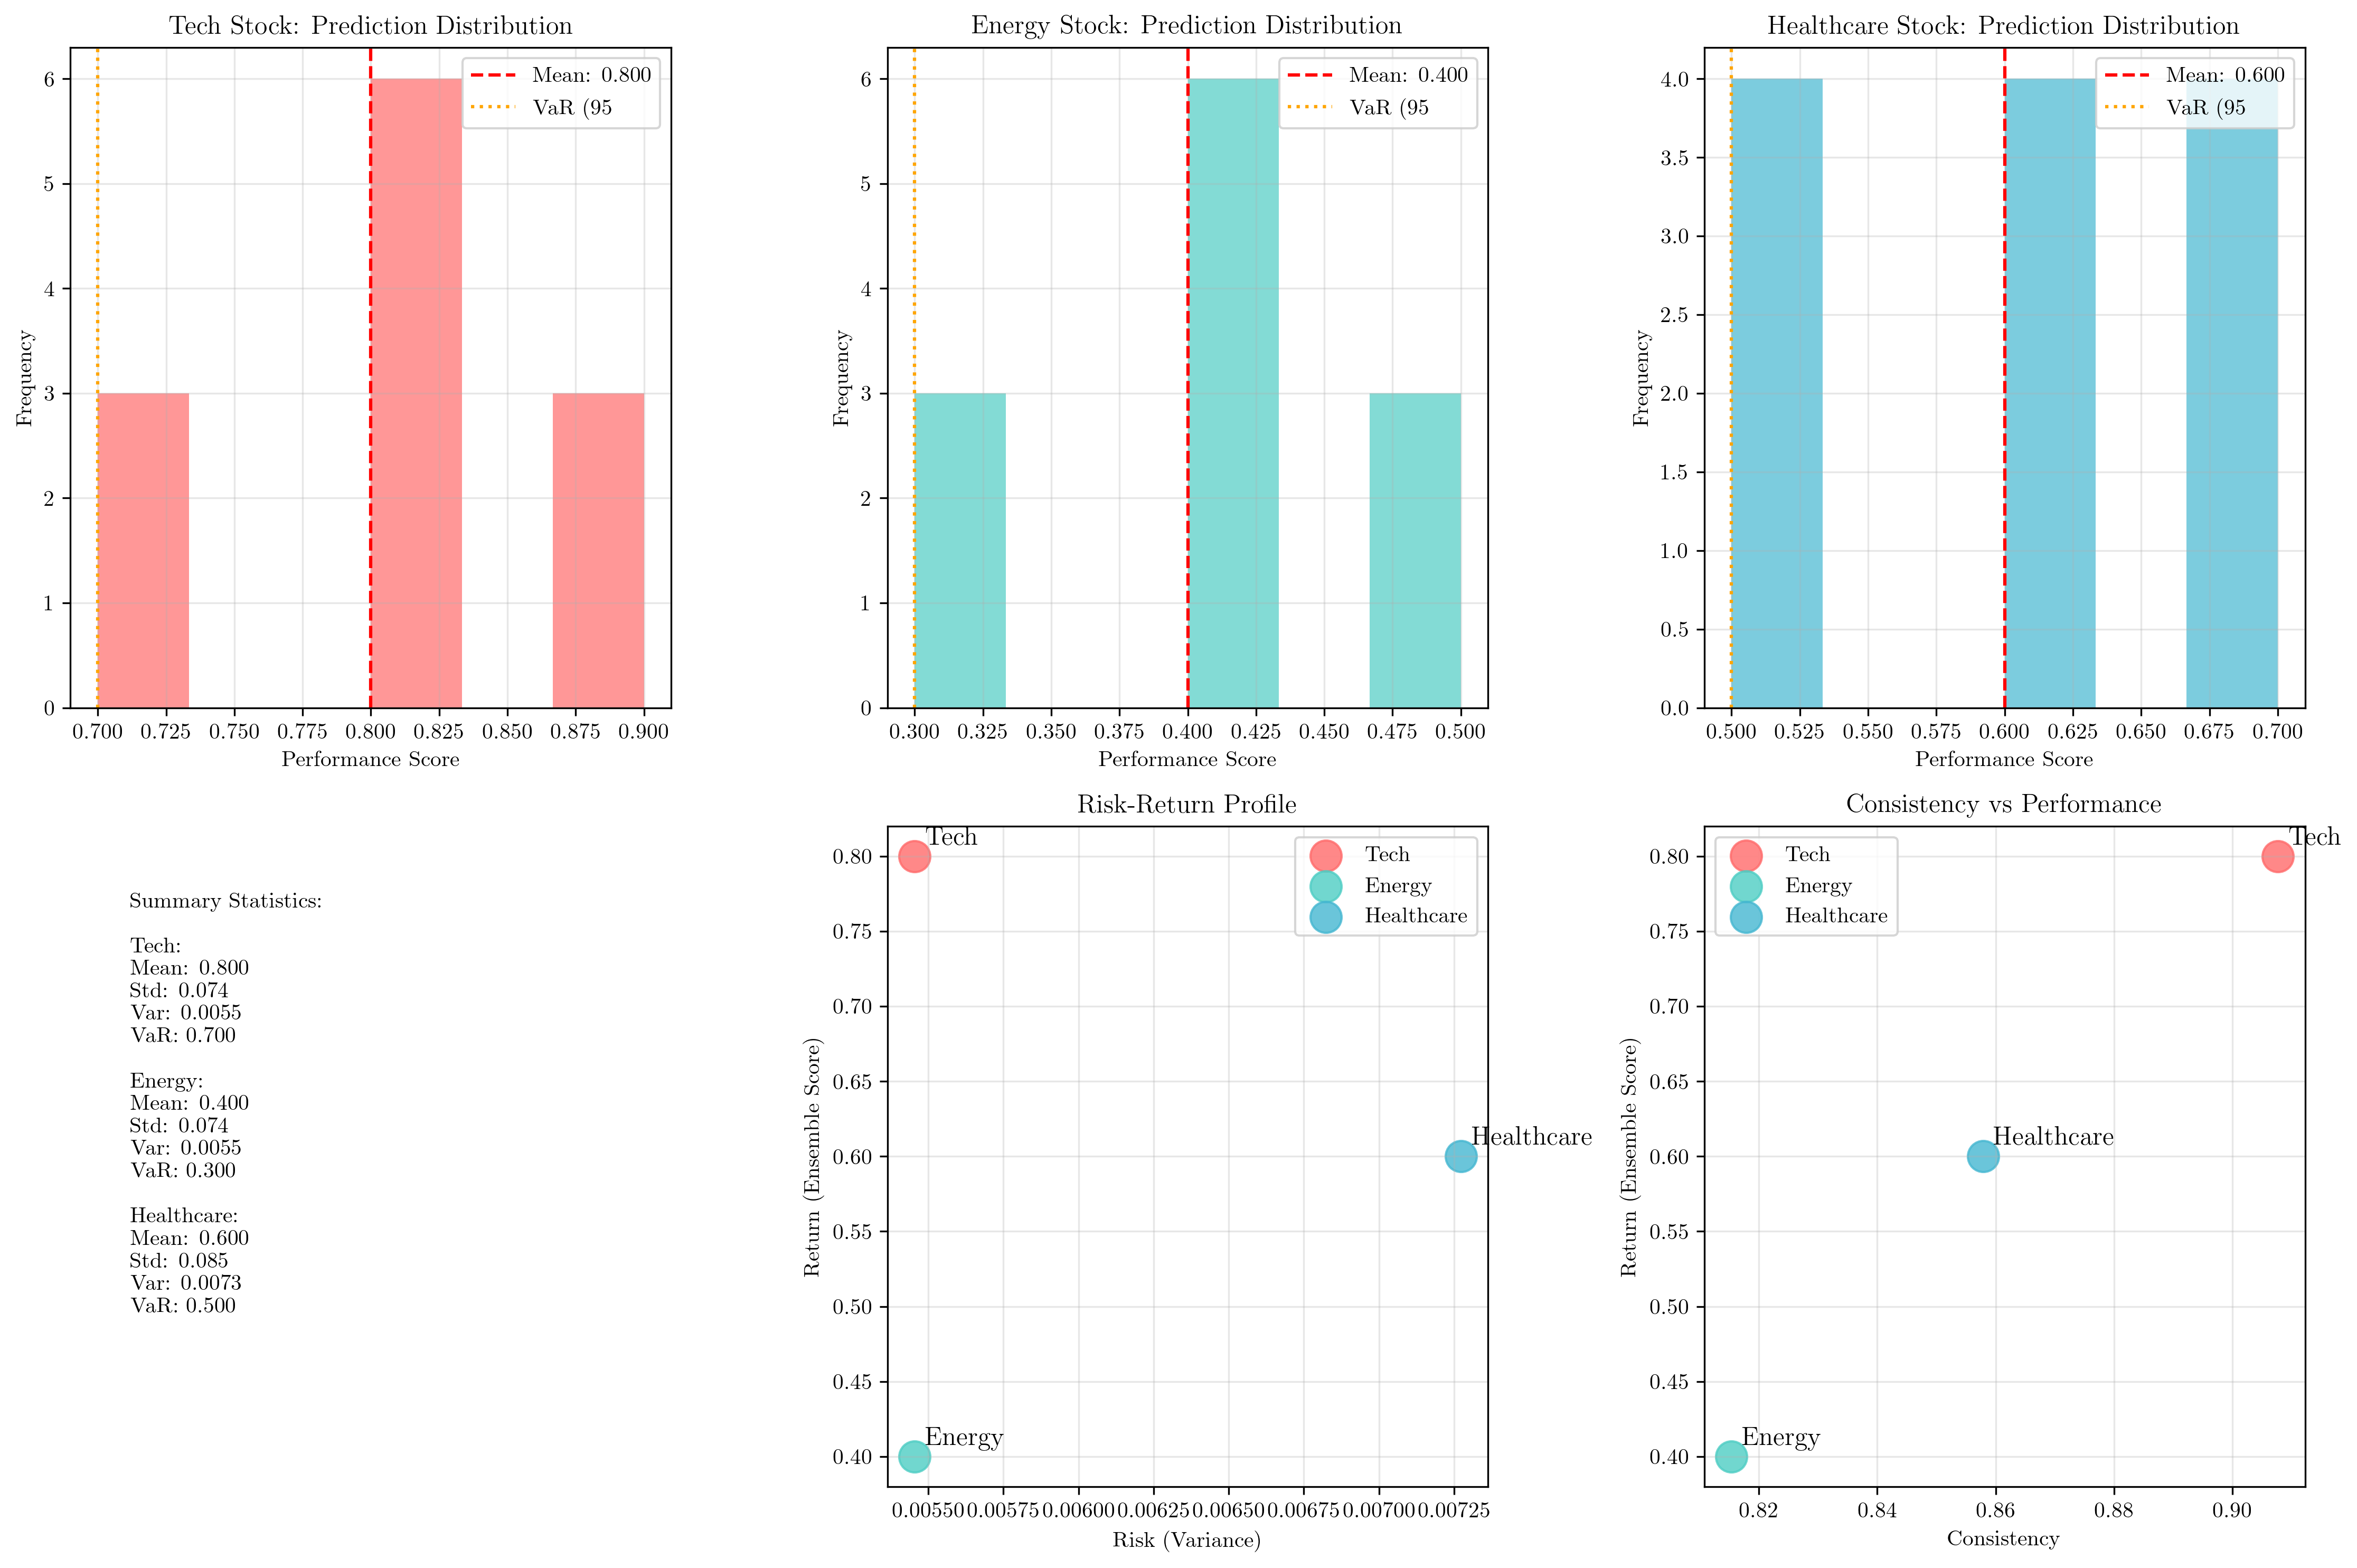 Tech Stock: Prediction Distribution
Mean: 0.800
VaR (95
Frequency
6
5
4
3
2
1
0
0.700 0.725 0.750 0.775 0.800 0.825 0.850 0.875 0.900
Performance Score
Energy Stock: Prediction Distribution
Mean: 0.400
VaR (95
Frequency
6
5
4
3
2
1
0
0.300 0.325 0.350 0.375 0.400 0.425 0.450 0.475 0.500
Performance Score
Healthcare Stock: Prediction Distribution
Mean: 0.600
VaR (95
Frequency
4.0
3.5
3.0
2.5
2.0
1.5
1.0
0.5
0.0
0.500 0.525 0.550 0.575 0.600 0.625 0.650 0.675 0.700
Performance Score
Summary Statistics:
Tech:
Mean: 0.800
Std: 0.074
Var: 0.0055
VaR: 0.700
Energy:
Mean: 0.400
Std: 0.074
Var: 0.0055
VaR: 0.300
Healthcare:
Mean: 0.600
Std: 0.085
Var: 0.0073
VaR: 0.500
Risk-Return Profile
Tech
Energy
Healthcare
Tech
Healthcare
Energy
Return (Ensemble Score)
0.80
0.75
0.70
0.65
0.60
0.55
0.50
0.45
0.40
0.00550 0.00575 0.00600 0.00625 0.00650 0.00675 0.00700 0.00725
Risk (Variance)
Consistency vs Performance
Tech
Energy
Healthcare
Tech
Healthcare
Energy
Return (Ensemble Score)
0.80
0.75
0.70
0.65
0.60
0.55
0.50
0.45
0.40
0.82 0.84 0.86 0.88 0.90
Consistency